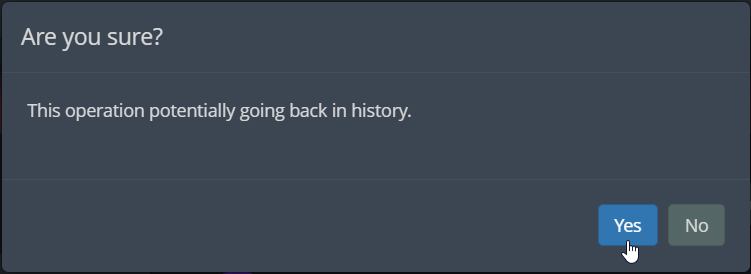 Are you sure?
This operation potentially going back in history.
Yes No